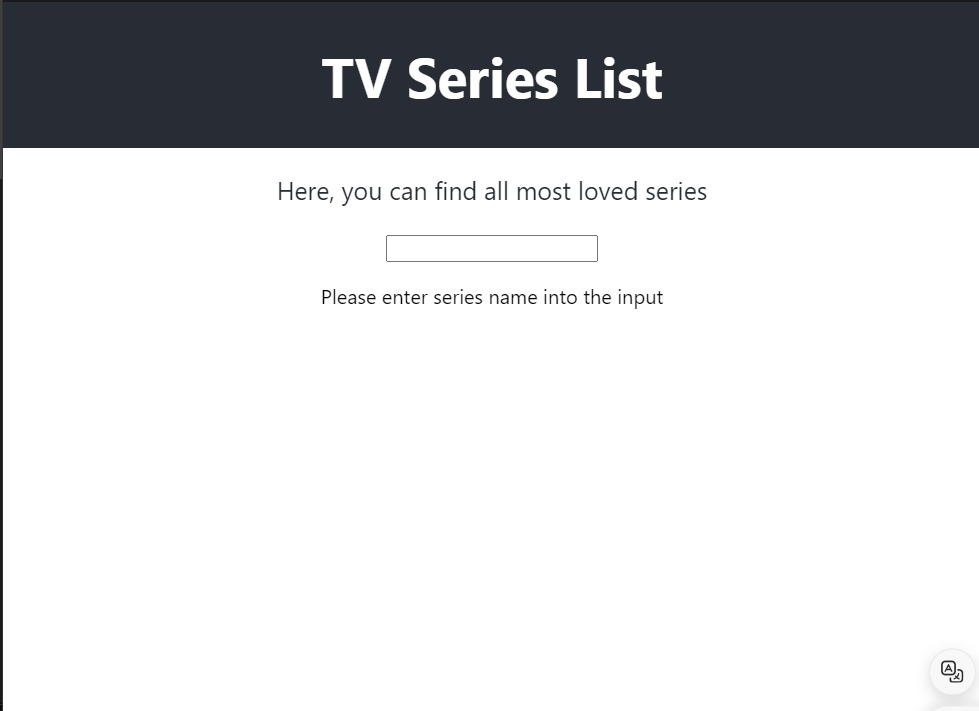 TV Series List
Here, you can find all most loved series
Please enter series name into the input